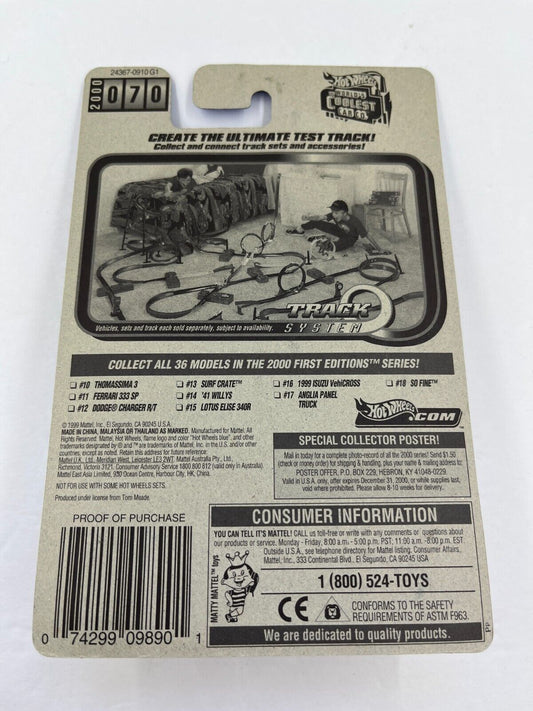 24367-0910 G1
2000
070
Hot Wheels
WORLD'S
COOLEST
CAR CO.
CREATE THE ULTIMATE TEST TRACK!
Collect and connect track sets and accessories!
TRACK
SYSTEM
Vehicles, sets and track each sold separately, subject to availability.
COLLECT ALL 36 MODELS IN THE 2000 FIRST EDITIONS™ SERIES!
#10 THOMASSIMA 3
#11 FERRARI 333 SP
#12 DODGE® CHARGER R/T
#13 SURF CRATE™
#14 '41 WILLYS
#15 LOTUS ELISE 340R
#16 1999 ISUZU VehiCROSS
#17 ANGLIA PANEL
TRUCK
#18 SO FINE™
Hot Wheels
.COM
© 1999 Mattel, Inc. El Segundo, CA 90245 U.S.A.
MADE IN CHINA, MALAYSIA OR THAILAND AS MARKED. All
Rights Reserved. Manufactured for Mattel. All
Rights Reserved. Mattel, Hot Wheels, flame logo and color "Hot Wheels blue", and other
trademarks designated by ® and ™ are trademarks of Mattel, Inc., except as
otherwise indicated.
Mattel U.K. Ltd., Meridian West, Leicester LE3 2WT. Mattel Australia Pty., Ltd.,
Richmond, Victoria 3121. Consumer Advisory Service 1800 800 812 (valid only in Australia).
Mattel East Asia Limited, 930 Ocean Centre, Harbour City, HK, China.
NOT FOR USE WITH SOME HOT WHEELS SETS.
Produced under license from Tom Meade.
SPECIAL COLLECTOR POSTER!
Mail in today for a complete photo-record of all the 2000 series! Send $1.50
(check or money order) for shipping & handling, plus your name & mailing address to:
POSTER OFFER, P.O. BOX 229, HEBRON, KY 41048-0229.
Valid in U.S.A. only, offer expires December 31, 2000, or while supplies last,
void where prohibited. Please allow 8-10 weeks for delivery.
PROOF OF PURCHASE
0 74299 09890 1
CONSUMER INFORMATION
YOU CAN TELL IT'S MATTEL! CALL us toll-free or write with any comments or questions about
our products or service. Monday - Friday, 8:00 a.m. - 5:00 p.m. PST; 11:00 a.m. -8:00 p.m. EST.
Outside U.S.A., see telephone directory for Mattel listing. Consumer Affairs,
Mattel, Inc., 333 Continental Blvd., El Segundo, CA 90245 USA
MATTY MATTEL™ toys
1 (800) 524-TOYS
CE
CONFORMS TO THE SAFETY
REQUIREMENTS OF ASTM F963.
We are dedicated to quality products.
PP